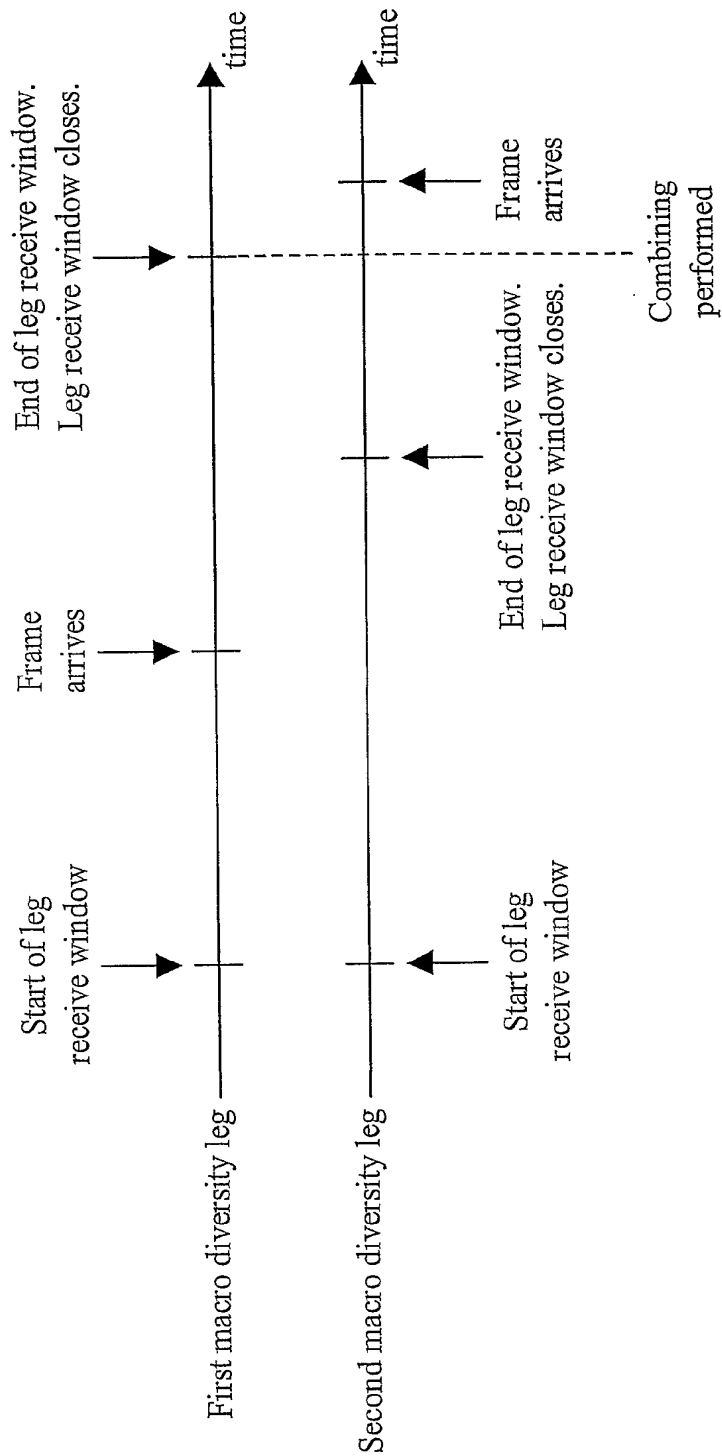 Start of leg
receive window
Frame
arrives
End of leg receive window.
Leg receive window closes.
First macro diversity leg
time
Second macro diversity leg
time
Start of leg
receive window
End of leg receive window.
Leg receive window closes.
Frame
arrives
Combining
performed